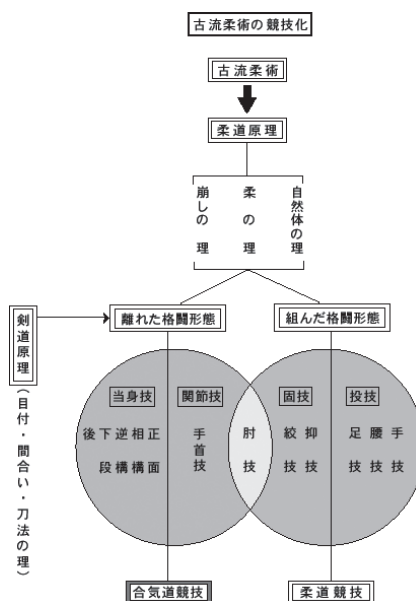 古流柔術の競技化
古流柔術
柔道原理
自然体の理
柔の理
崩しの理
剣道原理
(目付・間合い・刀法の理)
離れた格闘形態
組んだ格闘形態
当身技
関節技
固技
投技
正面
相構
逆構
下段
後
手首技
肘技
抑技
絞技
手技
腰技
足技
合気道競技
柔道競技